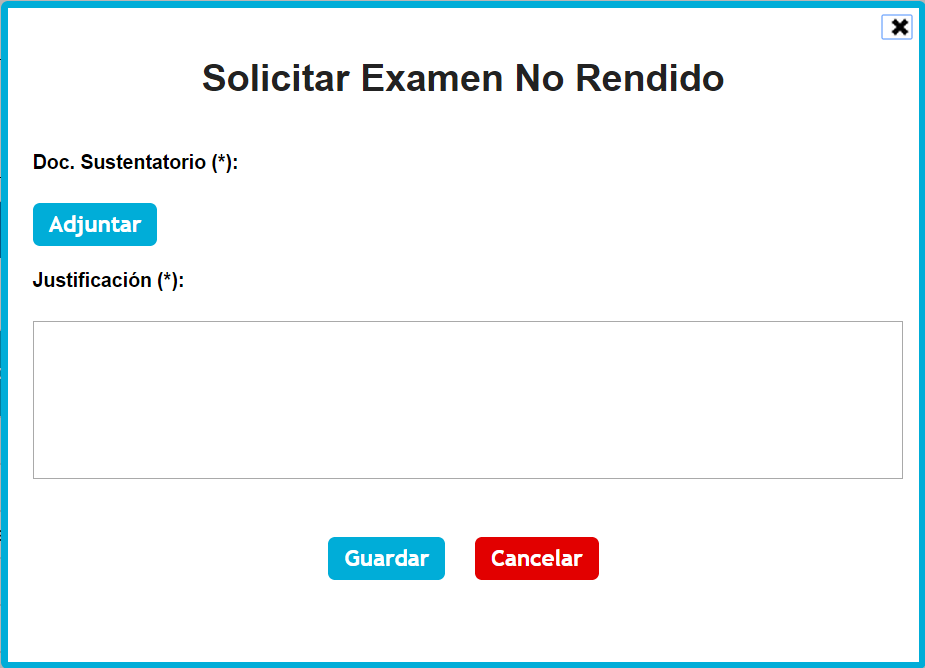 Solicitar Examen No Rendido
Doc. Sustentatorio (*):
Adjuntar
Justificación (*):
Guardar Cancelar